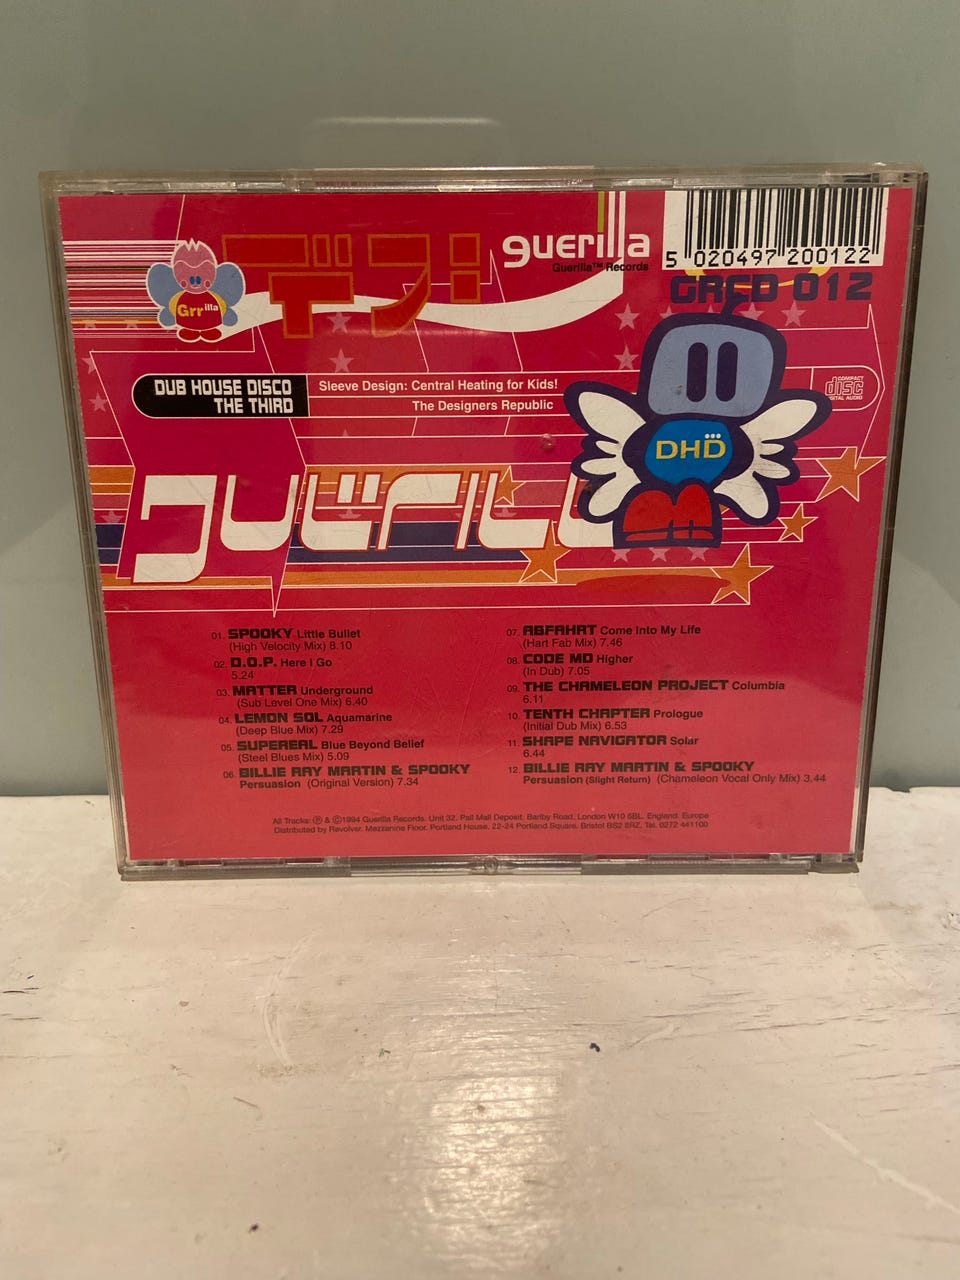 guerilla
Guerilla™ Records
5 020497 200122
GRCD 012
Grrilla
デブ:
DUB HOUSE DISCO
THE THIRD
Sleeve Design: Central Heating for Kids!
The Designers Republic
COMPACT
disc
DIGITAL AUDIO
DHD
01. SPOOKY Little Bullet
(High Velocity Mix) 8.10
02. D.O.P. Here I Go
5.24
03. MATTER Underground
(Sub Level One Mix) 6.40
04. LEMON SOL Aquamarine
(Deep Blue Mix) 7.29
05. SUPEREAL Blue Beyond Belief
(Steel Blues Mix) 5.09
06. BILLIE RAY MARTIN & SPOOKY
Persuasion (Original Version) 7.34
07. ABFAHRT Come Into My Life
(Hart Fab Mix) 7.46
08. CODE MD Higher
(In Dub) 7.05
09. THE CHAMELEON PROJECT Columbia
6.11
10. TENTH CHAPTER Prologue
(Initial Dub Mix) 6.53
11. SHAPE NAVIGATOR Solar
6.44
12. BILLIE RAY MARTIN & SPOOKY
Persuasion (Slight Return) (Chameleon Vocal Only Mix) 3.44
All Tracks: ℗ & ©1994 Guerilla Records. Unit 32. Pall Mall Deposit. Barlby Road. London W10 6BL. England. Europe
Distributed by Revolver. Mezzanine Floor. Portland House. 22-24 Portland Square. Bristol BS2 8RZ. Tel. 0272 441100